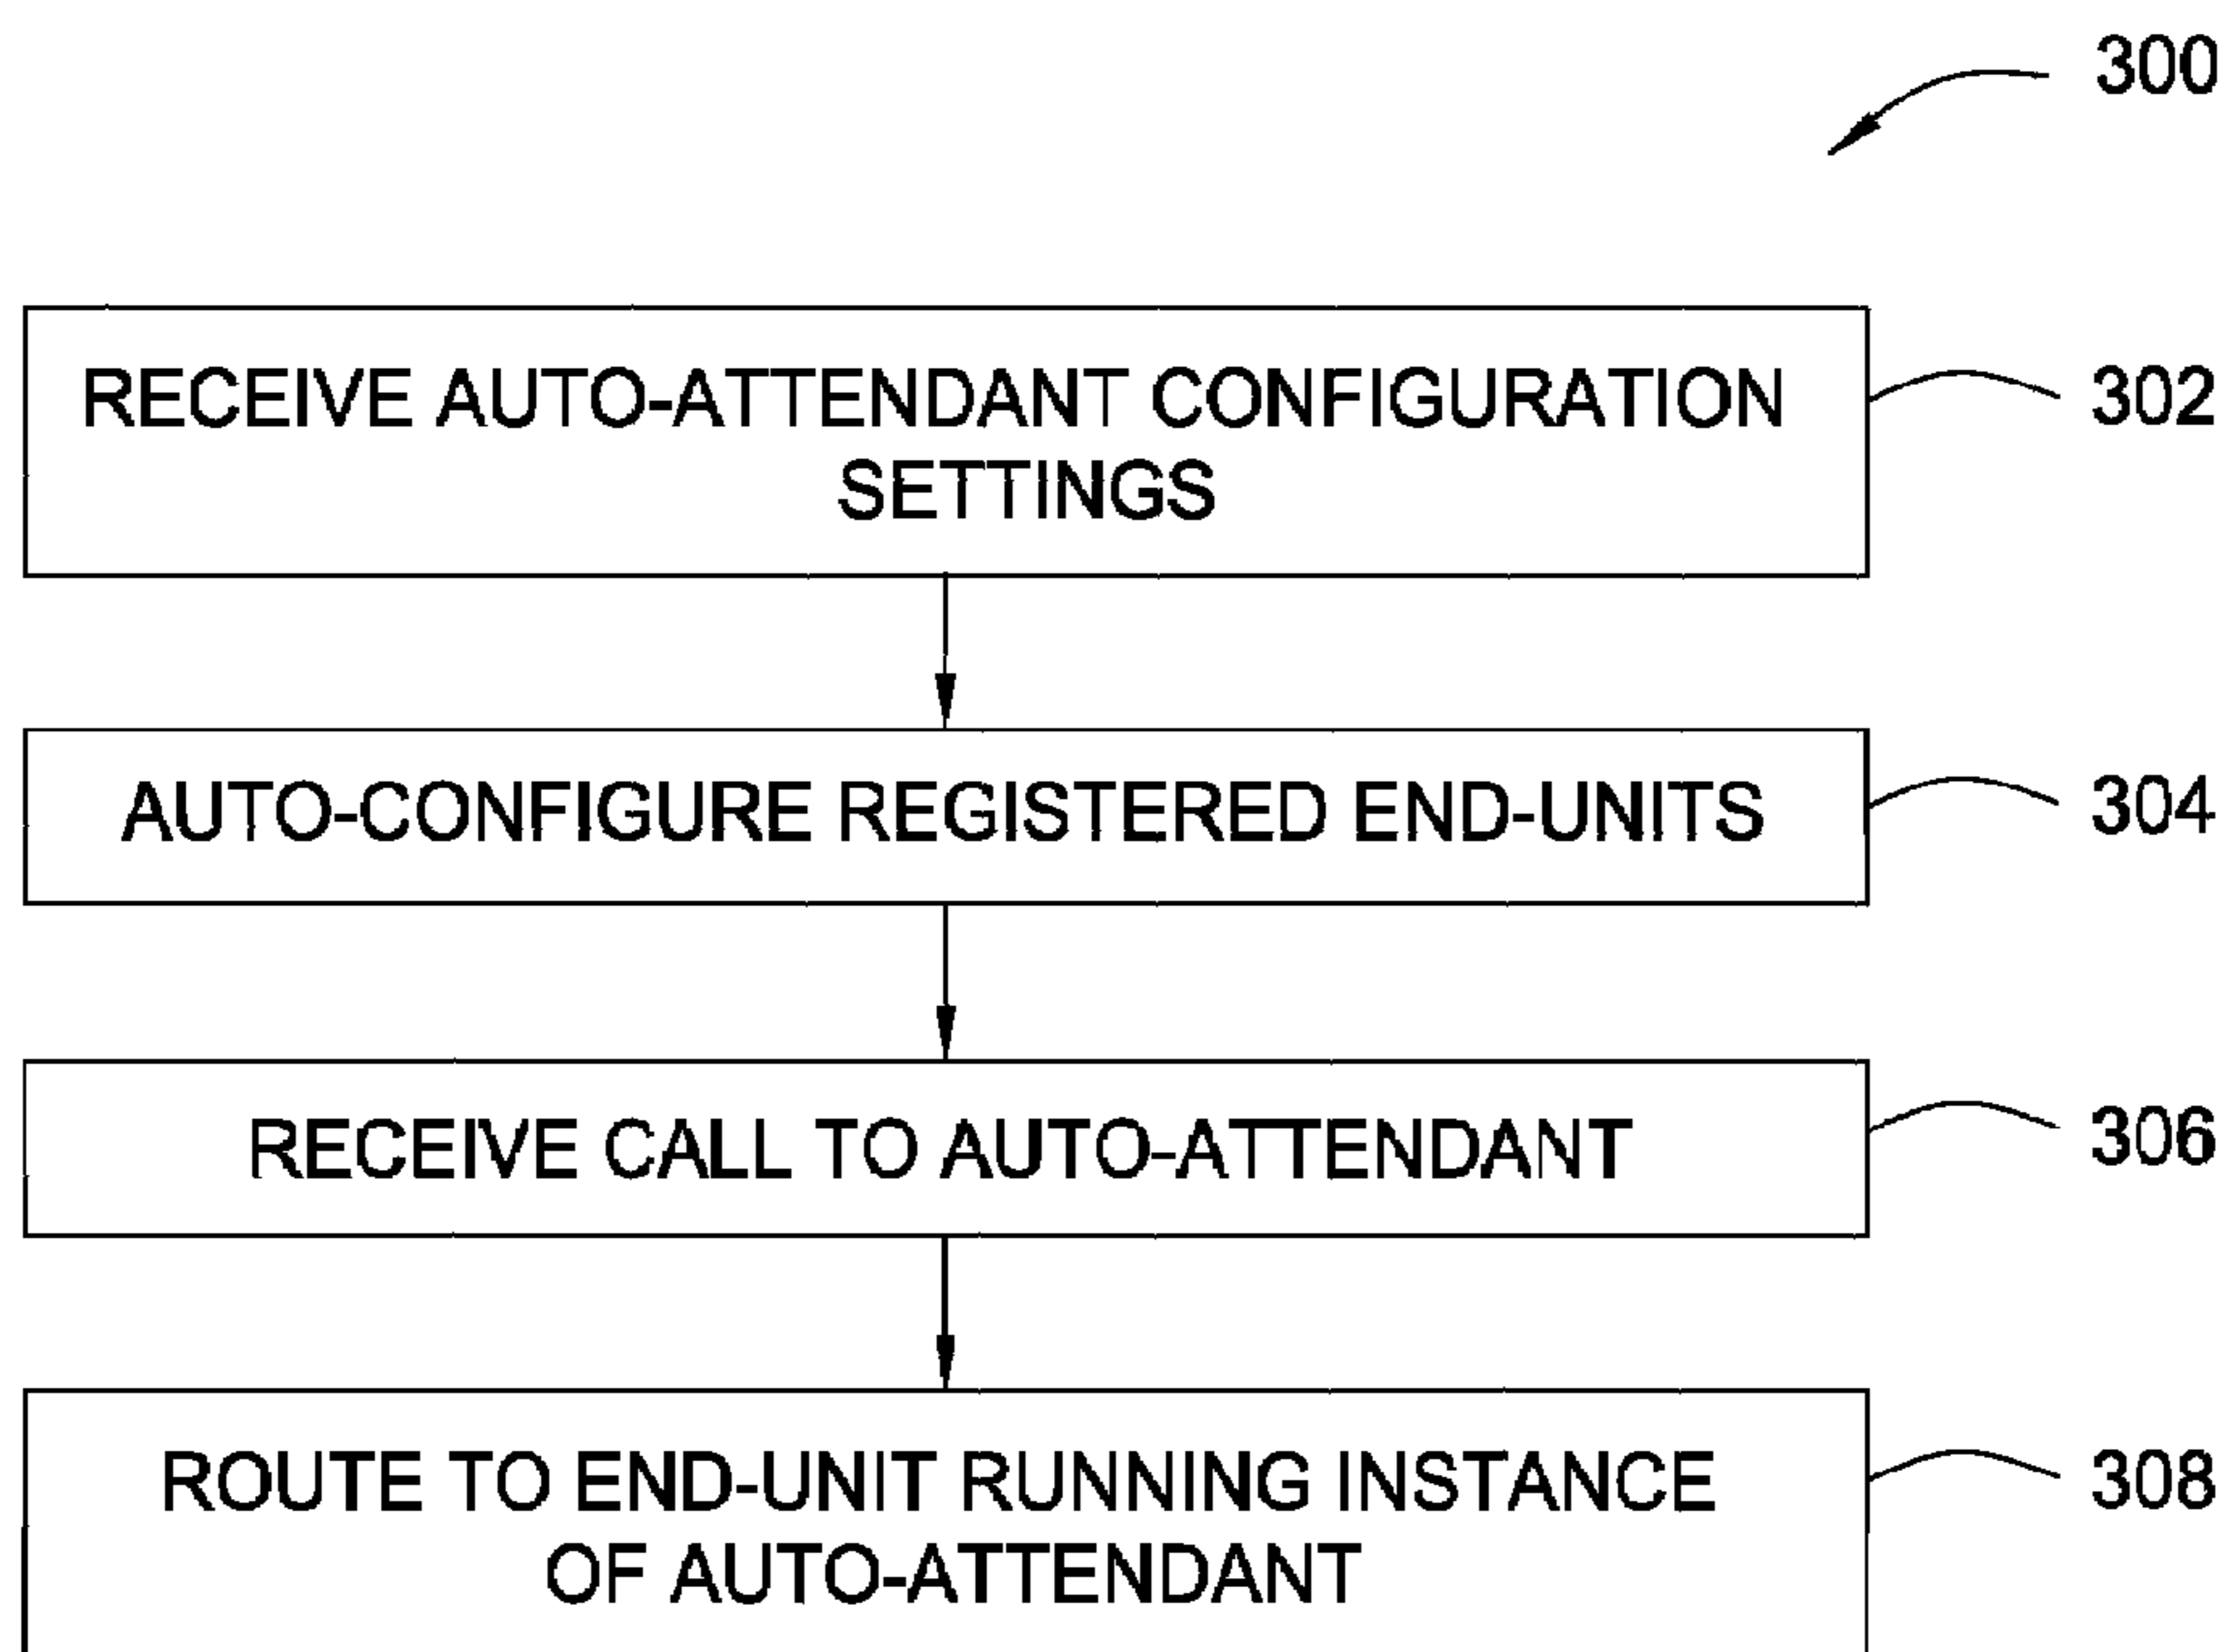 300
RECEIVE AUTO-ATTENDANT CONFIGURATION
SETTINGS
302
AUTO-CONFIGURE REGISTERED END-UNITS
304
RECEIVE CALL TO AUTO-ATTENDANT
306
ROUTE TO END-UNIT RUNNING INSTANCE
OF AUTO-ATTENDANT
308